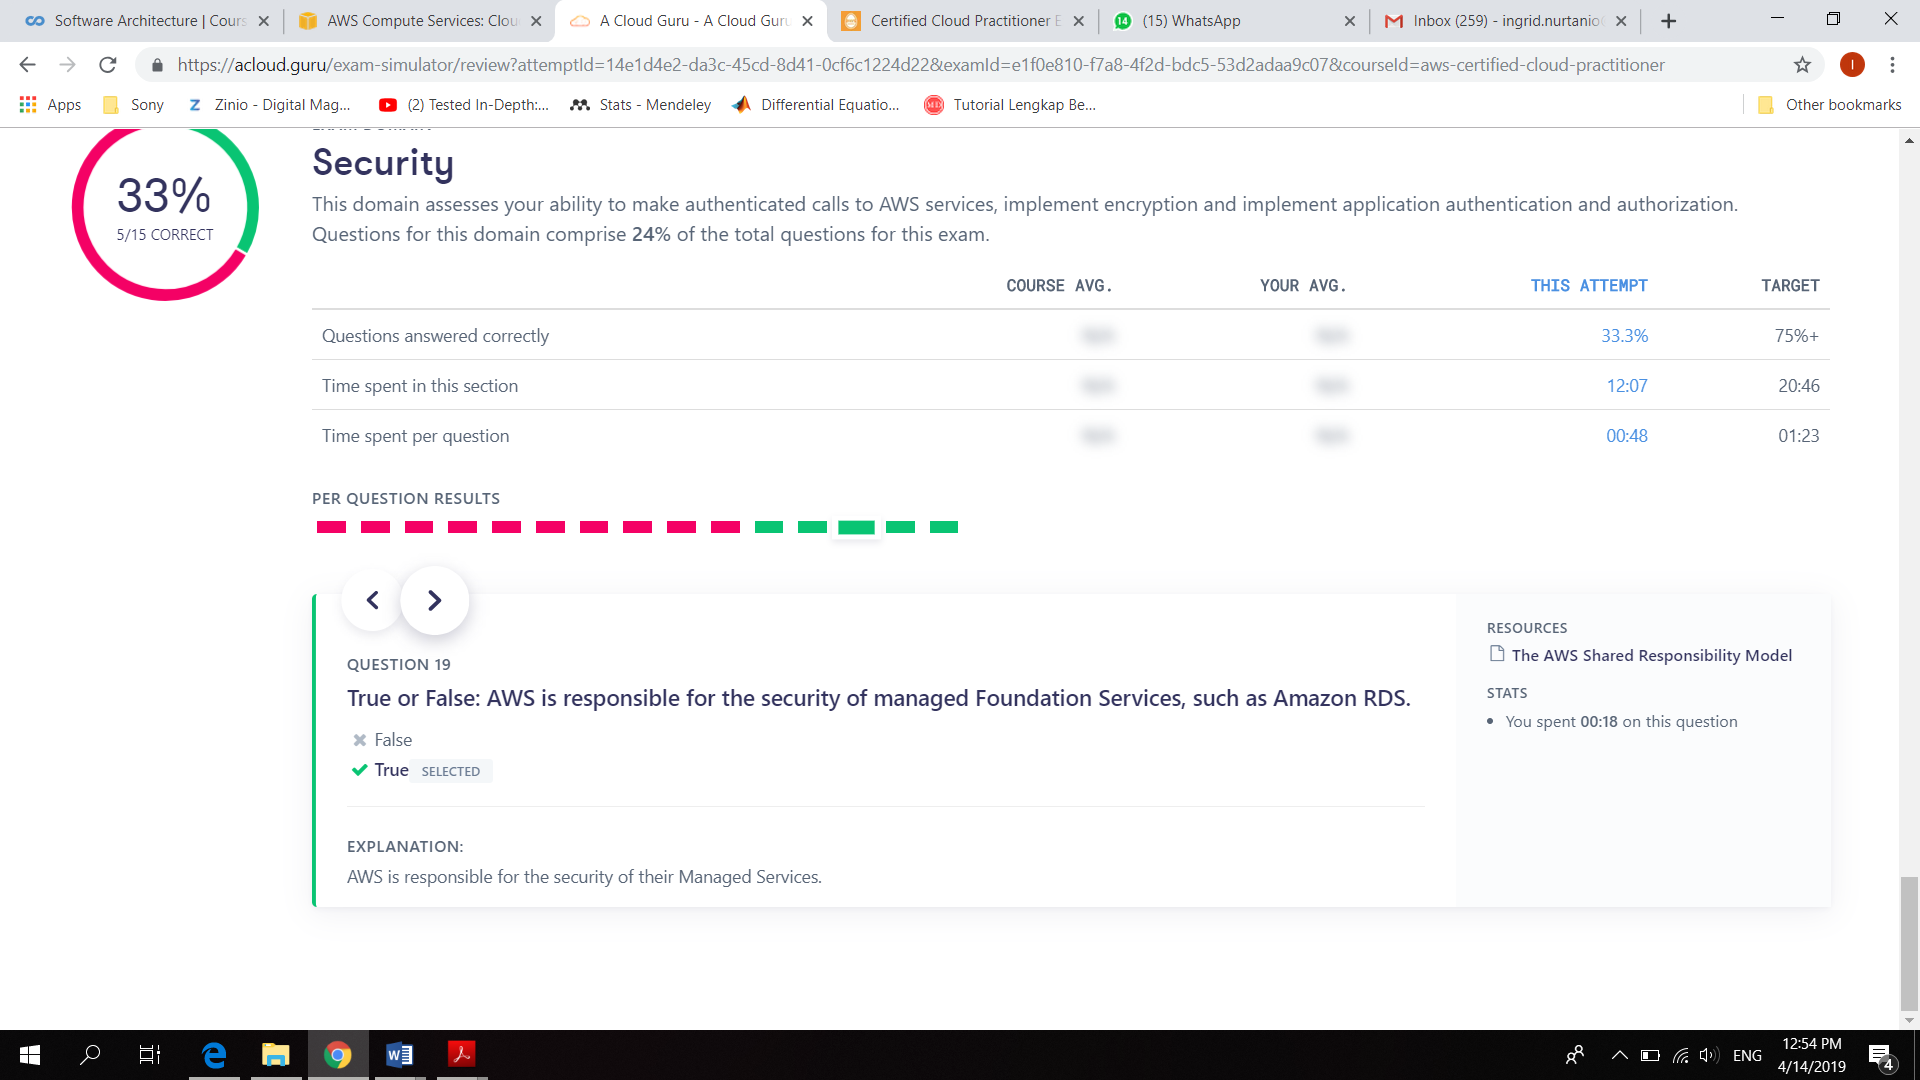 Software Architecture | Cours
AWS Compute Services: Clou
A Cloud Guru - A Cloud Guru
Certified Cloud Practitioner E
14
(15) WhatsApp
Inbox (259) - ingrid.nurtanio
https://acloud.guru/exam-simulator/review?attemptId=14e1d4e2-da3c-45cd-8d41-0cf6c1224d22&examId=e1f0e810-f7a8-4f2d-bdc5-53d2adaa9c07&courseId=aws-certified-cloud-practitioner
I
Apps
Sony
Z Zinio - Digital Mag...
(2) Tested In-Depth:...
Stats - Mendeley
Differential Equatio...
Tutorial Lengkap Be...
Other bookmarks
33%
5/15 CORRECT
Security
This domain assesses your ability to make authenticated calls to AWS services, implement encryption and implement application authentication and authorization.
Questions for this domain comprise 24% of the total questions for this exam.
COURSE AVG. YOUR AVG. THIS ATTEMPT TARGET
Questions answered correctly 33.3% 75%+
Time spent in this section 12:07 20:46
Time spent per question 00:48 01:23
PER QUESTION RESULTS
QUESTION 19
True or False: AWS is responsible for the security of managed Foundation Services, such as Amazon RDS.
False
True SELECTED
EXPLANATION:
AWS is responsible for the security of their Managed Services.
RESOURCES
The AWS Shared Responsibility Model
STATS
• You spent 00:18 on this question
ENG
12:54 PM
4/14/2019
4